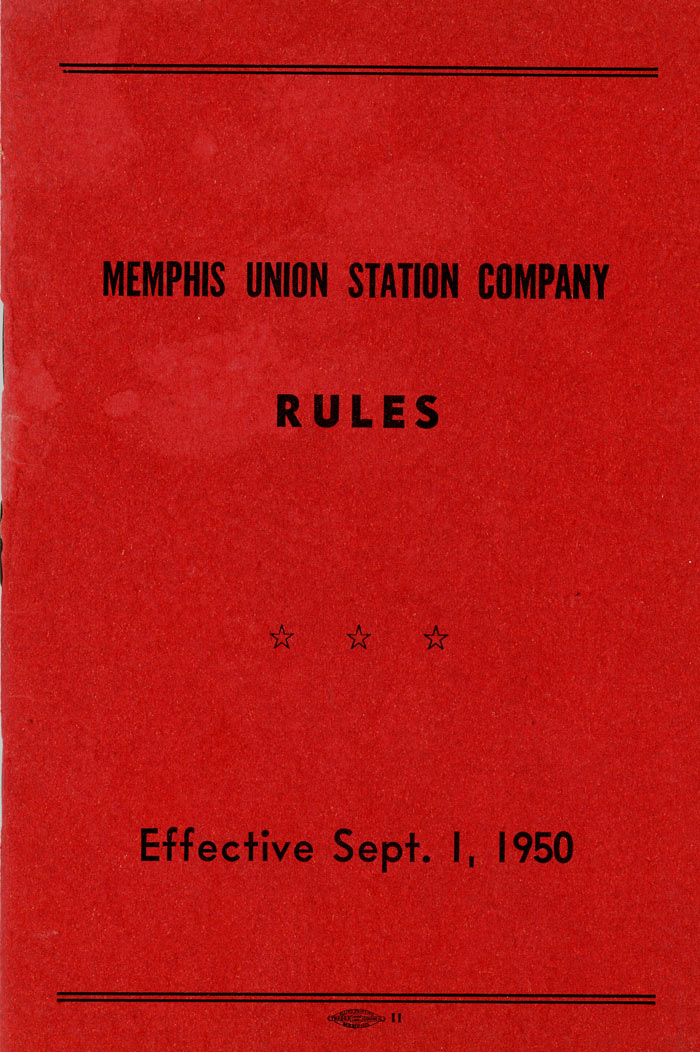 MEMPHIS UNION STATION COMPANY
RULES
Effective Sept. 1, 1950
11